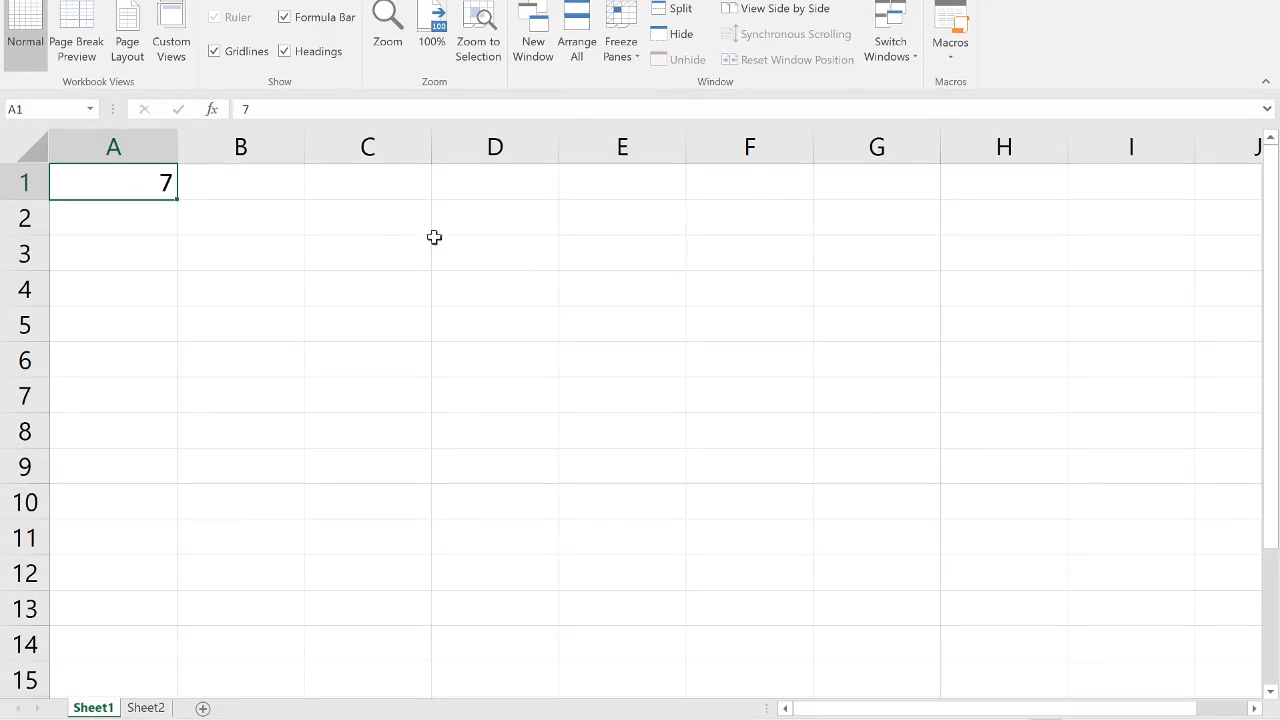 Normal Page Break Preview Page Layout Custom Views
Workbook Views
Ruler Formula Bar
Gridlines Headings
Show
Zoom 100% Zoom to Selection
100
Zoom
New Window Arrange All Freeze Panes
Split
Hide
Unhide
View Side by Side
Synchronous Scrolling
Reset Window Position
Switch Windows
Window
Macros
Macros
A1 fx 7
A B C D E F G H I J
1 7
2
3
4
5
6
7
8
9
10
11
12
13
14
15
Sheet1 Sheet2